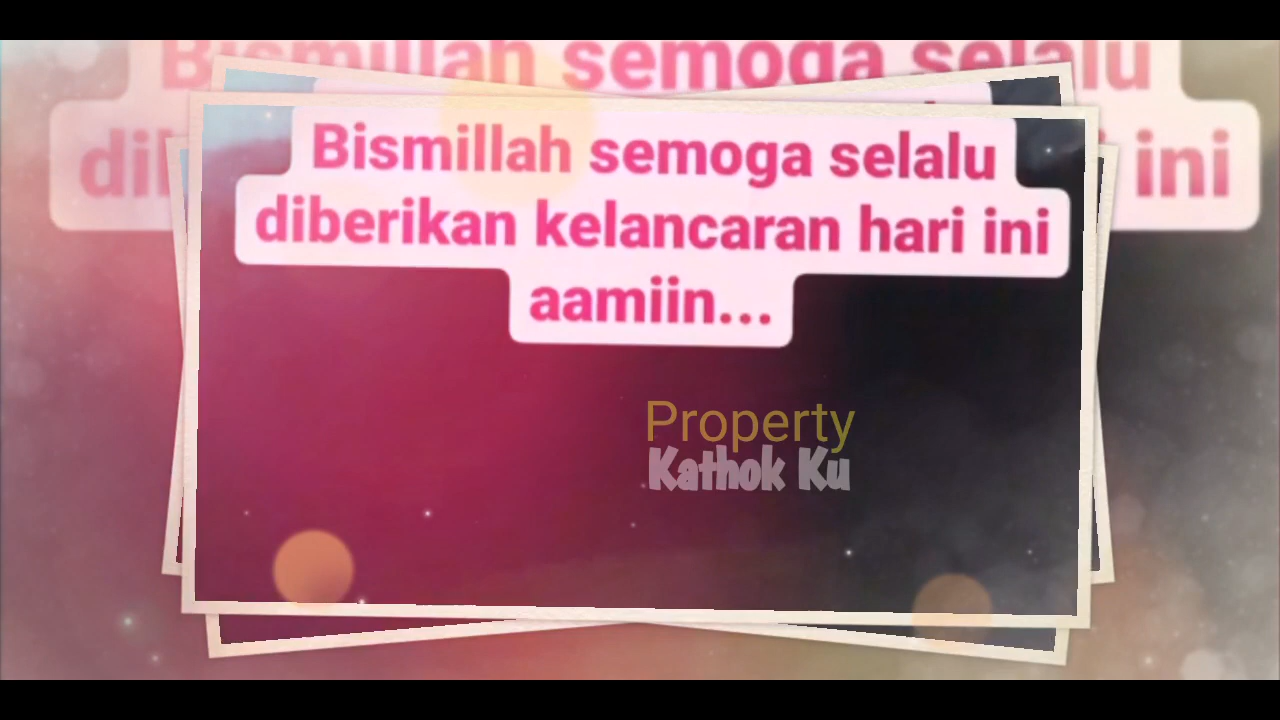 Bismillah semoga selalu
diberikan kelancaran hari ini
aamiin...
Property
Kathok Ku